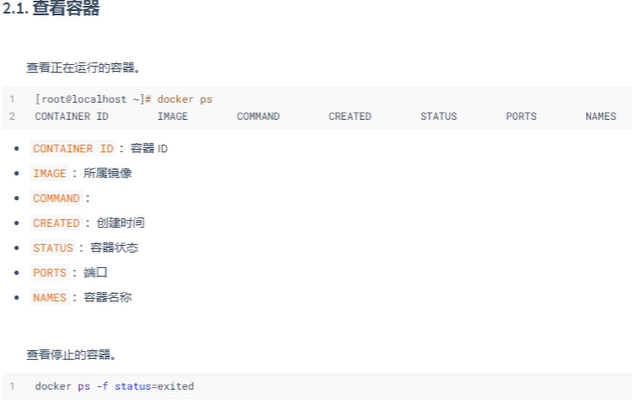 2.1. 查看容器
查看正在运行的容器。
1 [root@localhost ~]# docker ps
2 CONTAINER ID IMAGE COMMAND CREATED STATUS PORTS NAMES
• CONTAINER ID ：容器 ID
• IMAGE ：所属镜像
• COMMAND ：
• CREATED ：创建时间
• STATUS ：容器状态
• PORTS ：端口
• NAMES ：容器名称
查看停止的容器。
1 docker ps -f status=exited